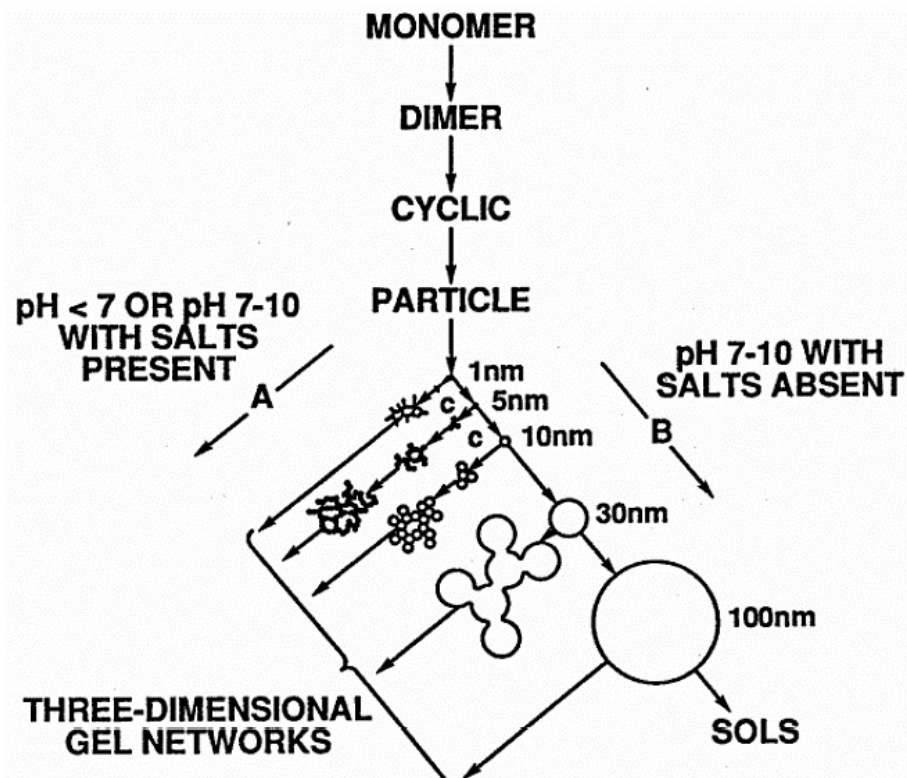 MONOMER
DIMER
CYCLIC
PARTICLE
pH < 7 OR pH 7-10
WITH SALTS
PRESENT
pH 7-10 WITH
SALTS ABSENT
A
B
1nm
c
5nm
c
10nm
30nm
100nm
THREE-DIMENSIONAL
GEL NETWORKS
SOLS